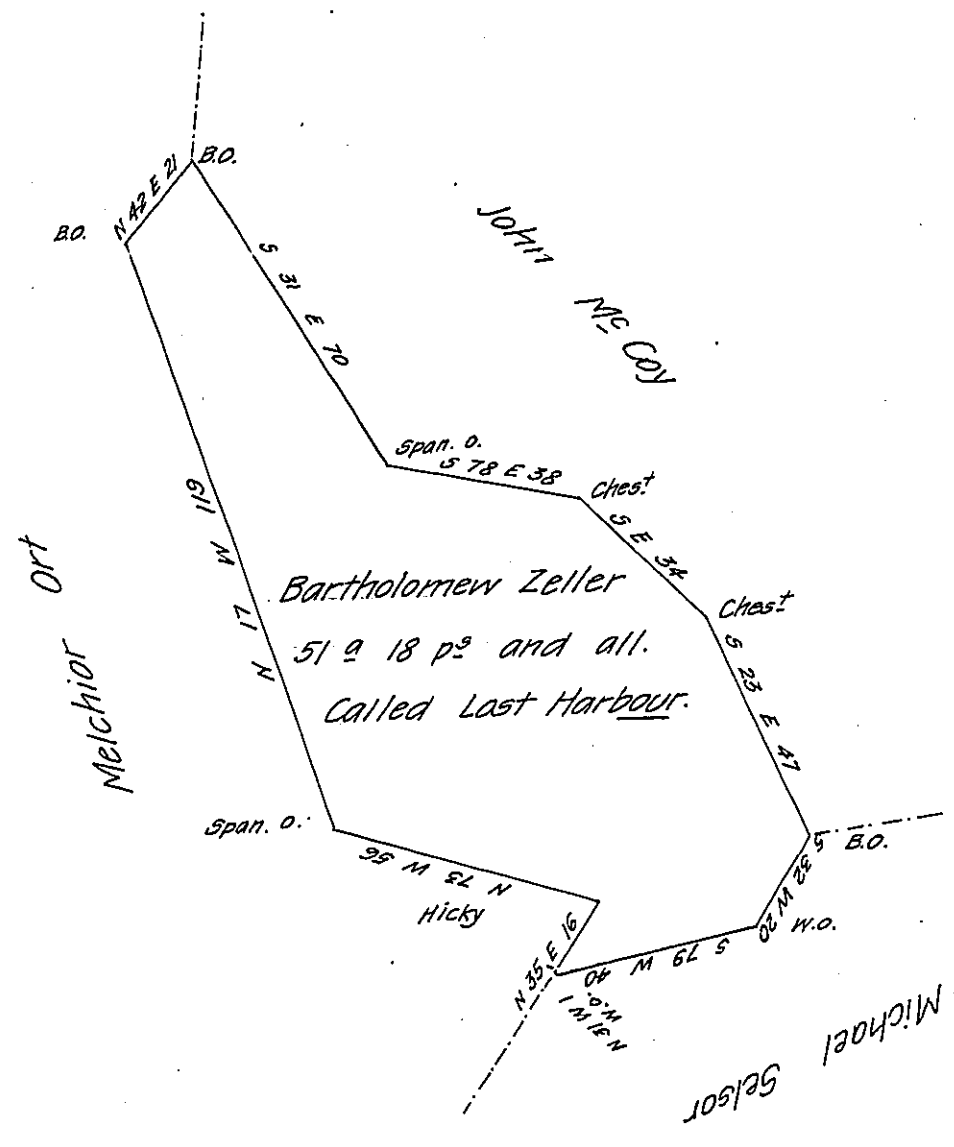 B.O.
N 42 E 21
B.O.
S 31 E 70
John
Mc Coy
Span. O.
S 78 E 38
Chest
S E 34
Chest
S 23 E 47
B.O.
S 32 W 20
W.O.
S 79 W 40
W.O.
N 31 W 1
N 35 E 16
Hicky
N 73 W 56
Span. O.
N 17 W 119
Melchior Ort
Bartholomew Zeller
51 a 18 ps and all.
Called Last Harbour.
Michael
Selsor